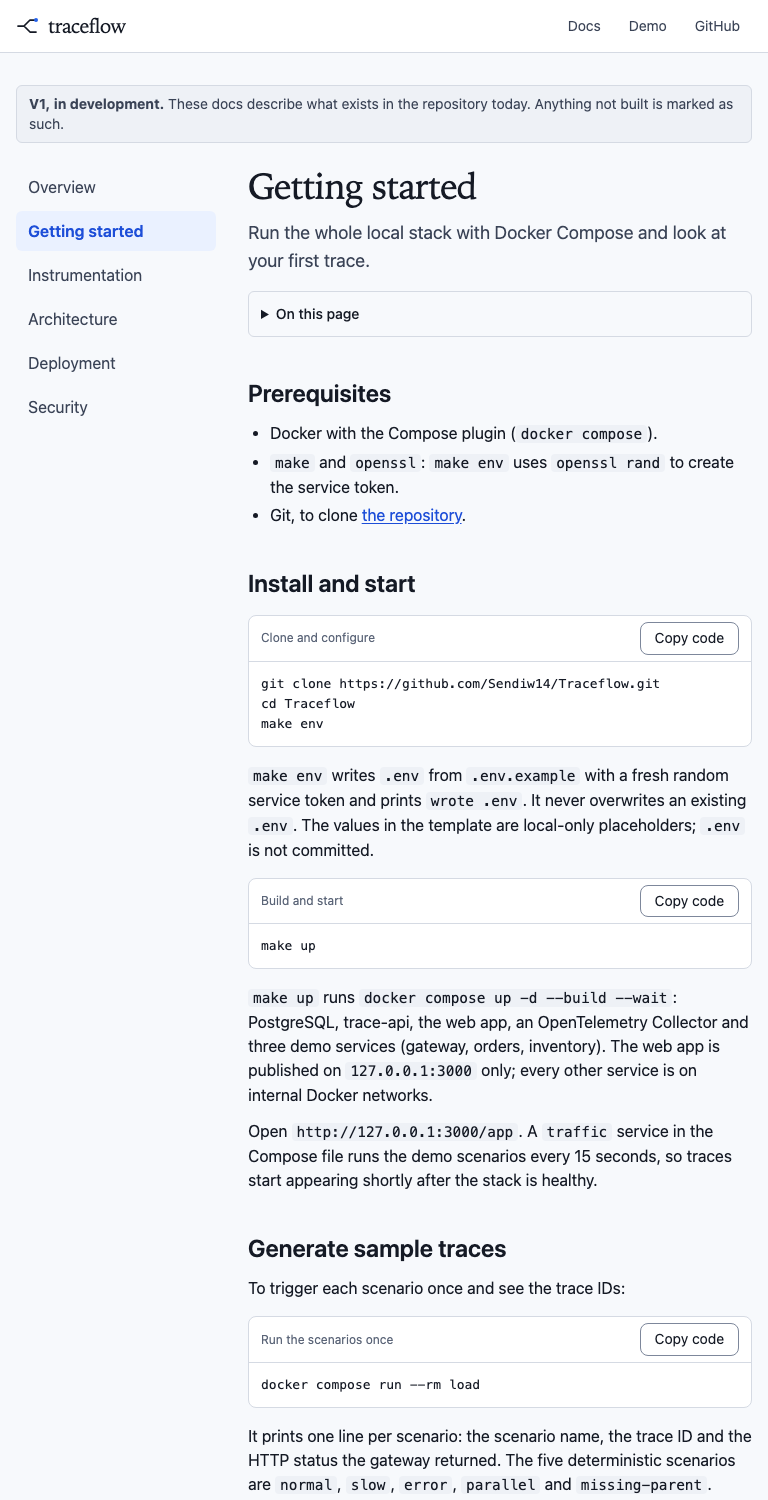 traceflow
Docs
Demo
GitHub
V1, in development. These docs describe what exists in the repository today. Anything not built is marked as
such.
Overview
Getting started
Instrumentation
Architecture
Deployment
Security
Getting started
Run the whole local stack with Docker Compose and look at
your first trace.
On this page
Prerequisites
Docker with the Compose plugin ( docker compose ).
make and openssl : make env uses openssl rand to create
the service token.
Git, to clone the repository.
Install and start
Clone and configure
Copy code
git clone https://github.com/Sendiw14/Traceflow.git
cd Traceflow
make env
make env writes .env from .env.example with a fresh random
service token and prints wrote .env . It never overwrites an existing
.env . The values in the template are local-only placeholders; .env
is not committed.
Build and start
Copy code
make up
make up runs docker compose up -d --build --wait :
PostgreSQL, trace-api, the web app, an OpenTelemetry Collector and
three demo services (gateway, orders, inventory). The web app is
published on 127.0.0.1:3000 only; every other service is on
internal Docker networks.
Open http://127.0.0.1:3000/app . A traffic service in the
Compose file runs the demo scenarios every 15 seconds, so traces
start appearing shortly after the stack is healthy.
Generate sample traces
To trigger each scenario once and see the trace IDs:
Run the scenarios once
Copy code
docker compose run --rm load
It prints one line per scenario: the scenario name, the trace ID and the
HTTP status the gateway returned. The five deterministic scenarios
are normal , slow , error , parallel and missing-parent .